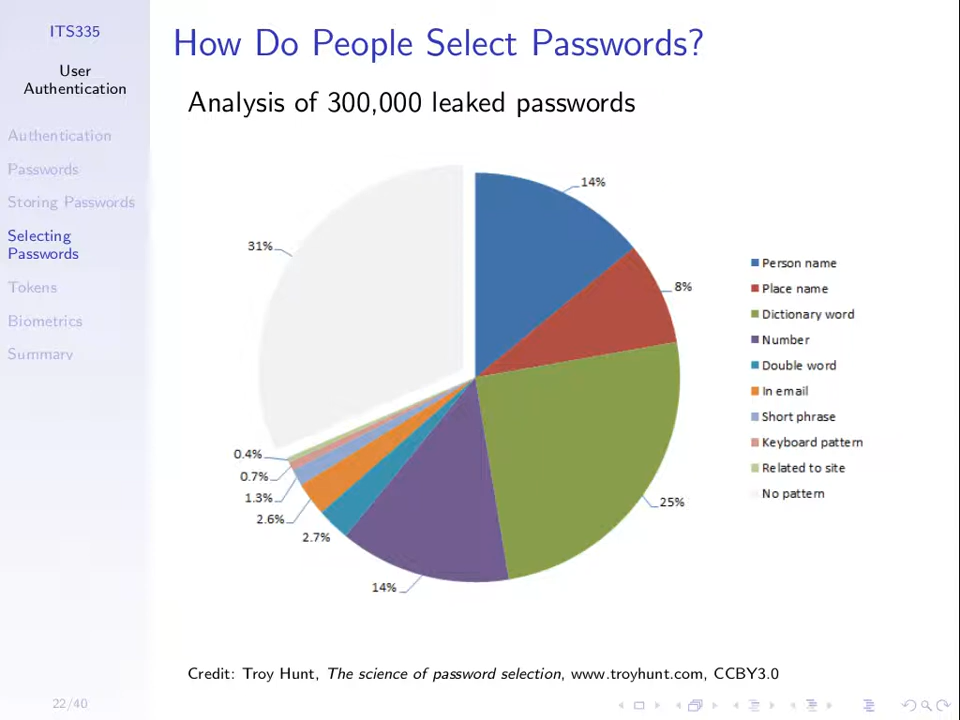 ITS335
User
Authentication
Authentication
Passwords
Storing Passwords
Selecting
Passwords
Tokens
Biometrics
Summary
22/40
How Do People Select Passwords?
Analysis of 300,000 leaked passwords
14%
8%
25%
14%
2.7%
2.6%
1.3%
0.7%
0.4%
31%
Person name
Place name
Dictionary word
Number
Double word
In email
Short phrase
Keyboard pattern
Related to site
No pattern
Credit: Troy Hunt, The science of password selection, www.troyhunt.com, CCBY3.0